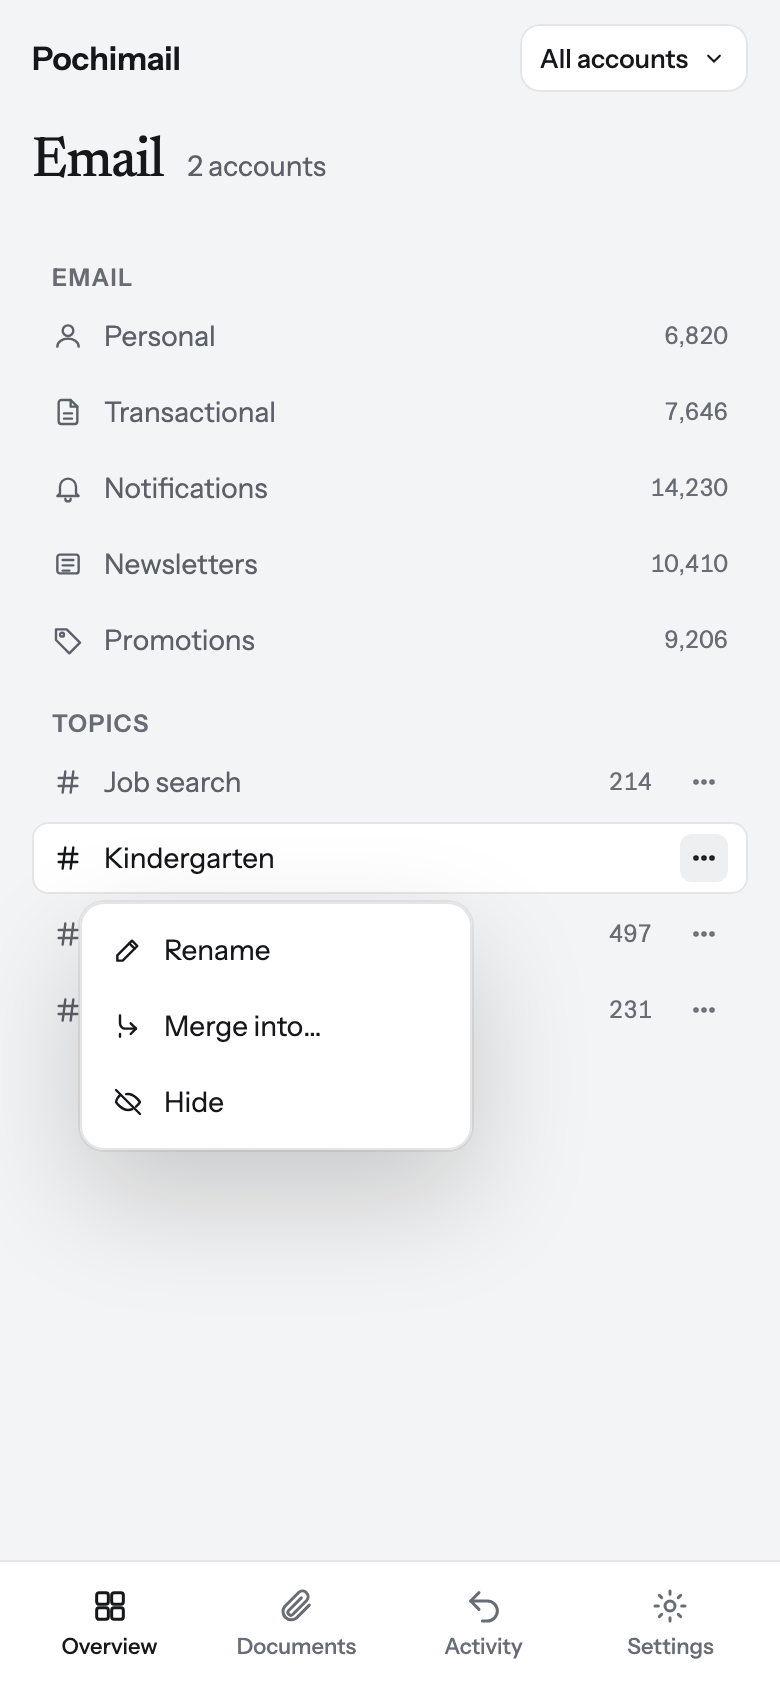 Pochimail
All accounts
Email 2 accounts
EMAIL
Personal 6,820
Transactional 7,646
Notifications 14,230
Newsletters 10,410
Promotions 9,206
TOPICS
# Job search 214 •••
# Kindergarten •••
# 497 •••
Rename
# 231 •••
Merge into...
Hide
Overview Documents Activity Settings